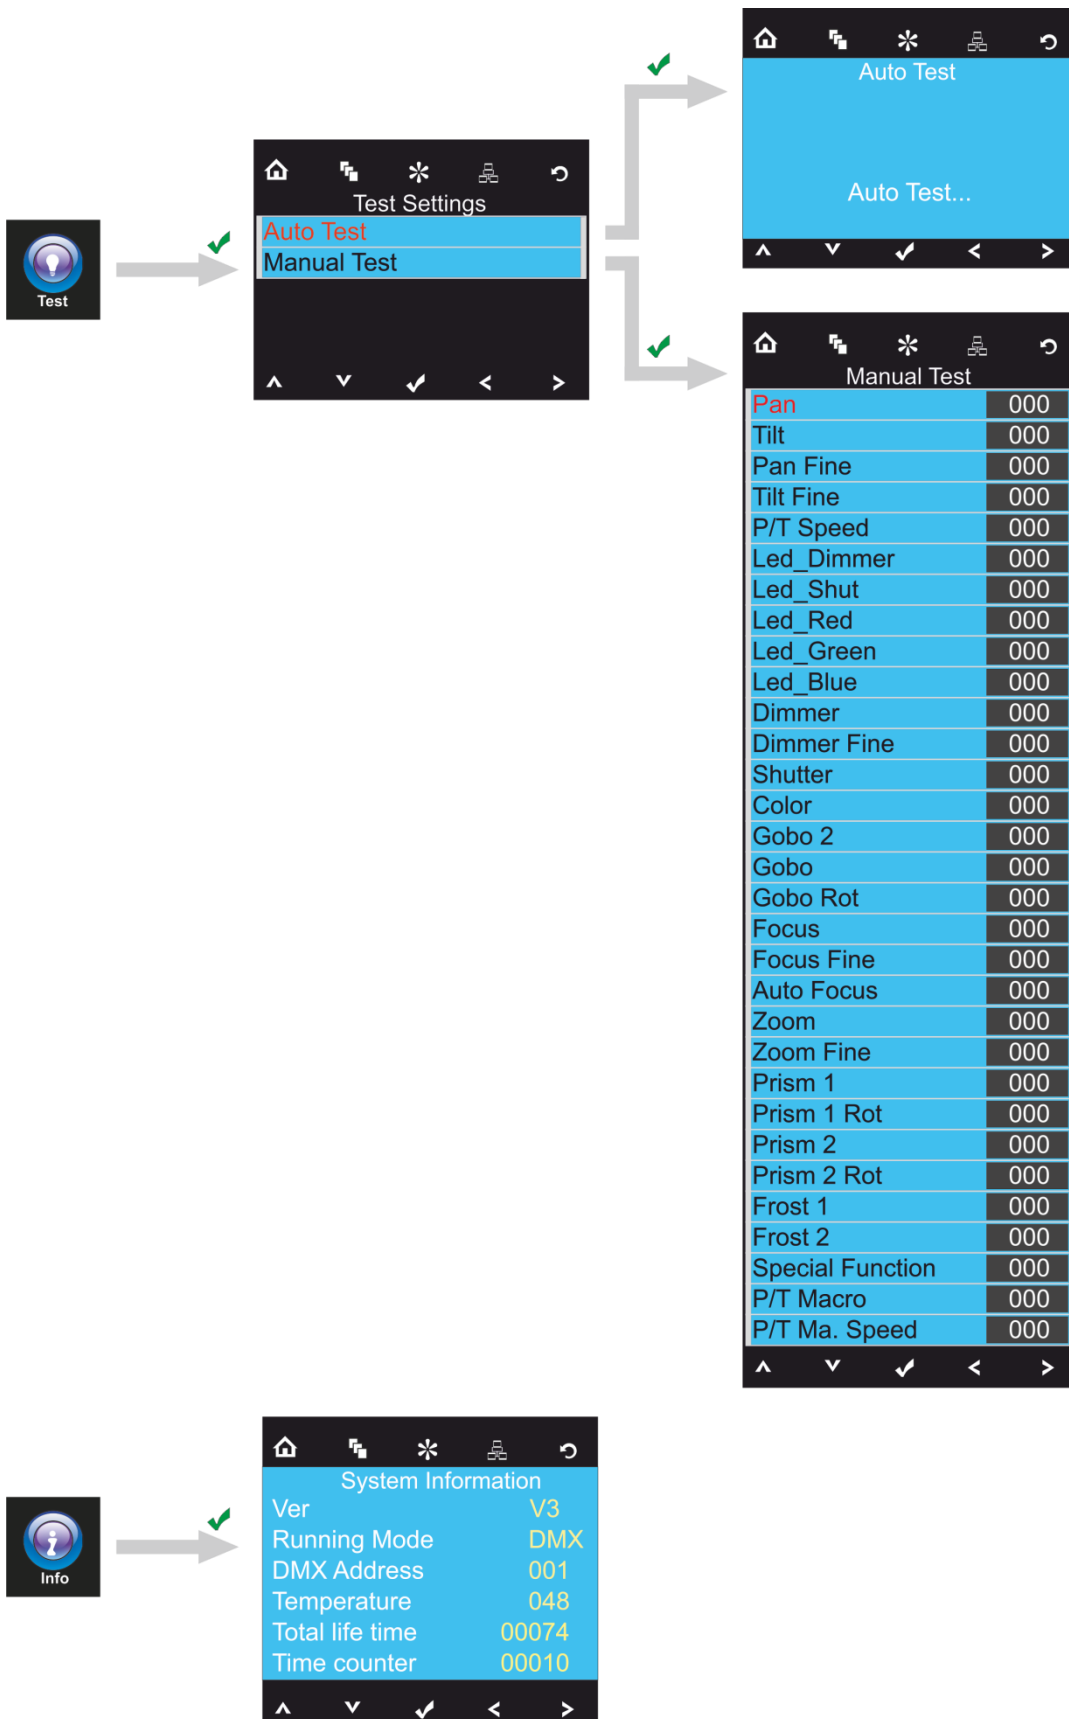 Test
Test Settings
Auto Test
Manual Test
Auto Test
Auto Test...
Manual Test
Pan 000
Tilt 000
Pan Fine 000
Tilt Fine 000
P/T Speed 000
Led_Dimmer 000
Led_Shut 000
Led_Red 000
Led_Green 000
Led_Blue 000
Dimmer 000
Dimmer Fine 000
Shutter 000
Color 000
Gobo 2 000
Gobo 000
Gobo Rot 000
Focus 000
Focus Fine 000
Auto Focus 000
Zoom 000
Zoom Fine 000
Prism 1 000
Prism 1 Rot 000
Prism 2 000
Prism 2 Rot 000
Frost 1 000
Frost 2 000
Special Function 000
P/T Macro 000
P/T Ma. Speed 000
Info
System Information
Ver V3
Running Mode DMX
DMX Address 001
Temperature 048
Total life time 00074
Time counter 00010